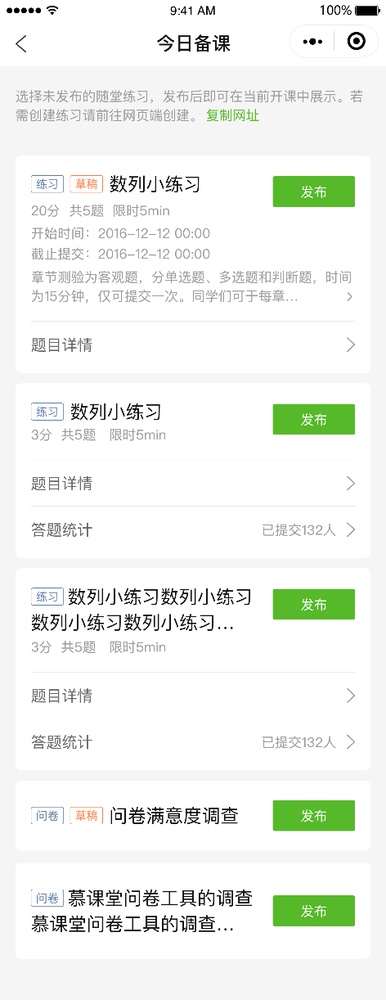 9:41 AM 100%
今日备课
选择未发布的随堂练习，发布后即可在当前开课中展示。若
需创建练习请前往网页端创建。 复制网址
练习 草稿 数列小练习 发布
20分 共5题 限时5min
开始时间：2016-12-12 00:00
截止提交：2016-12-12 00:00
章节测验为客观题，分单选题、多选题和判断题，时间
为15分钟，仅可提交一次。同学们可于每章...
题目详情
练习 数列小练习 发布
3分 共5题 限时5min
题目详情
答题统计 已提交132人
练习 数列小练习数列小练习 发布
数列小练习数列小练习...
3分 共5题 限时5min
题目详情
答题统计 已提交132人
问卷 草稿 问卷满意度调查 发布
问卷 慕课堂问卷工具的调查 发布
慕课堂问卷工具的调查...